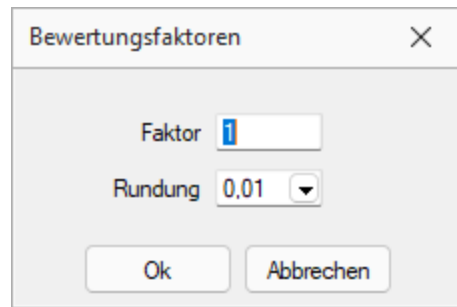 Bewertungsfaktoren
Faktor 1
Rundung 0,01
Ok Abbrechen